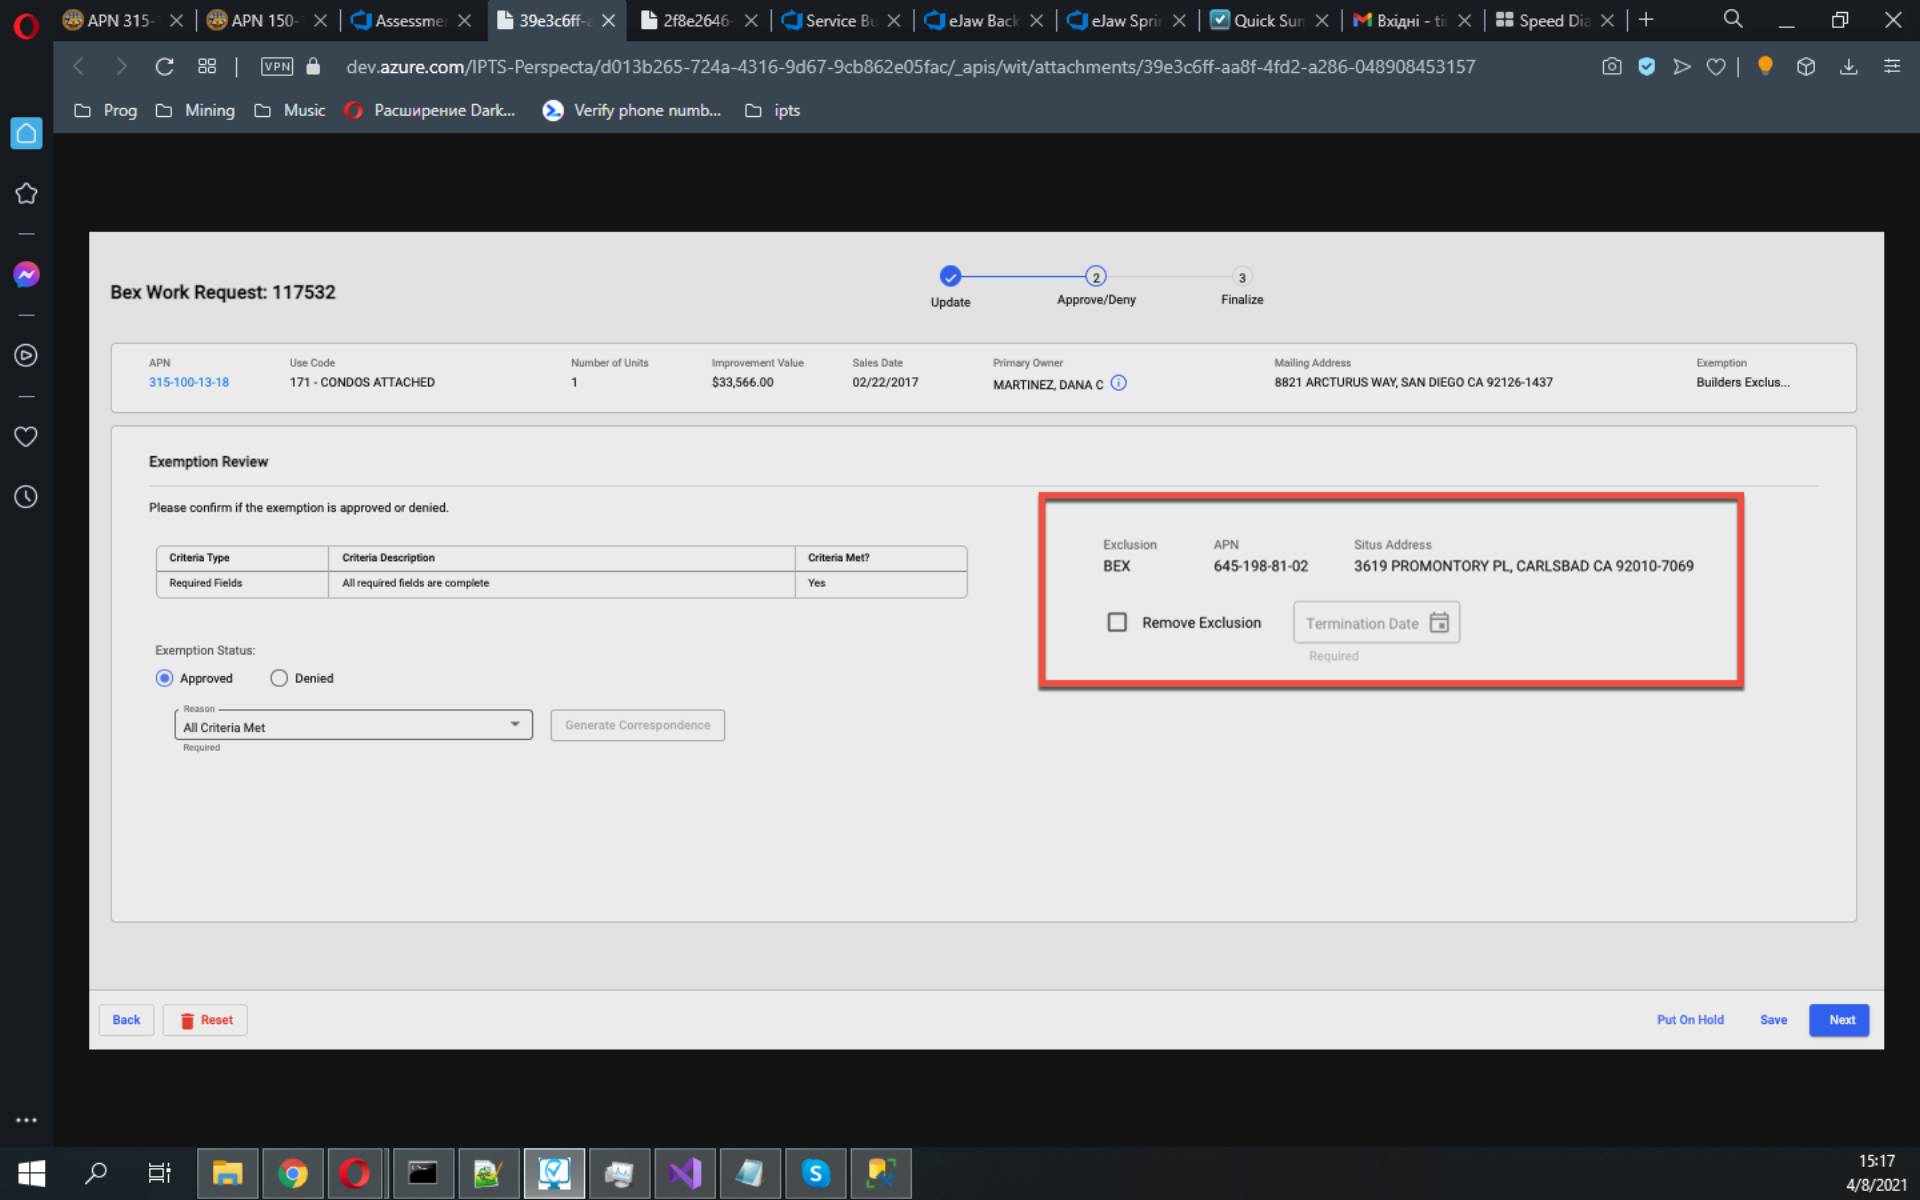 APN 315-
APN 150-
Assessme
39e3c6ff-a
2f8e2646-
Service Bu
eJaw Back
eJaw Sprin
Quick Sum
Вхідні - ti
Speed Dia
VPN
dev.azure.com/IPTS-Perspecta/d013b265-724a-4316-9d67-9cb862e05fac/_apis/wit/attachments/39e3c6ff-aa8f-4fd2-a286-048908453157
Prog
Mining
Music
Расширение Dark...
Verify phone numb...
ipts
Bex Work Request: 117532
2
3
Update
Approve/Deny
Finalize
APN
Use Code
Number of Units
Improvement Value
Sales Date
Primary Owner
Mailing Address
Exemption
315-100-13-18
171 - CONDOS ATTACHED
1
$33,566.00
02/22/2017
MARTINEZ, DANA C
8821 ARCTURUS WAY, SAN DIEGO CA 92126-1437
Builders Exclus...
Exemption Review
Please confirm if the exemption is approved or denied.
Criteria Type
Criteria Description
Criteria Met?
Required Fields
All required fields are complete
Yes
Exclusion
APN
Situs Address
BEX
645-198-81-02
3619 PROMONTORY PL, CARLSBAD CA 92010-7069
Remove Exclusion
Termination Date
Required
Exemption Status:
Approved
Denied
Reason
All Criteria Met
Required
Generate Correspondence
Back
Reset
Put On Hold
Save
Next
15:17
4/8/2021